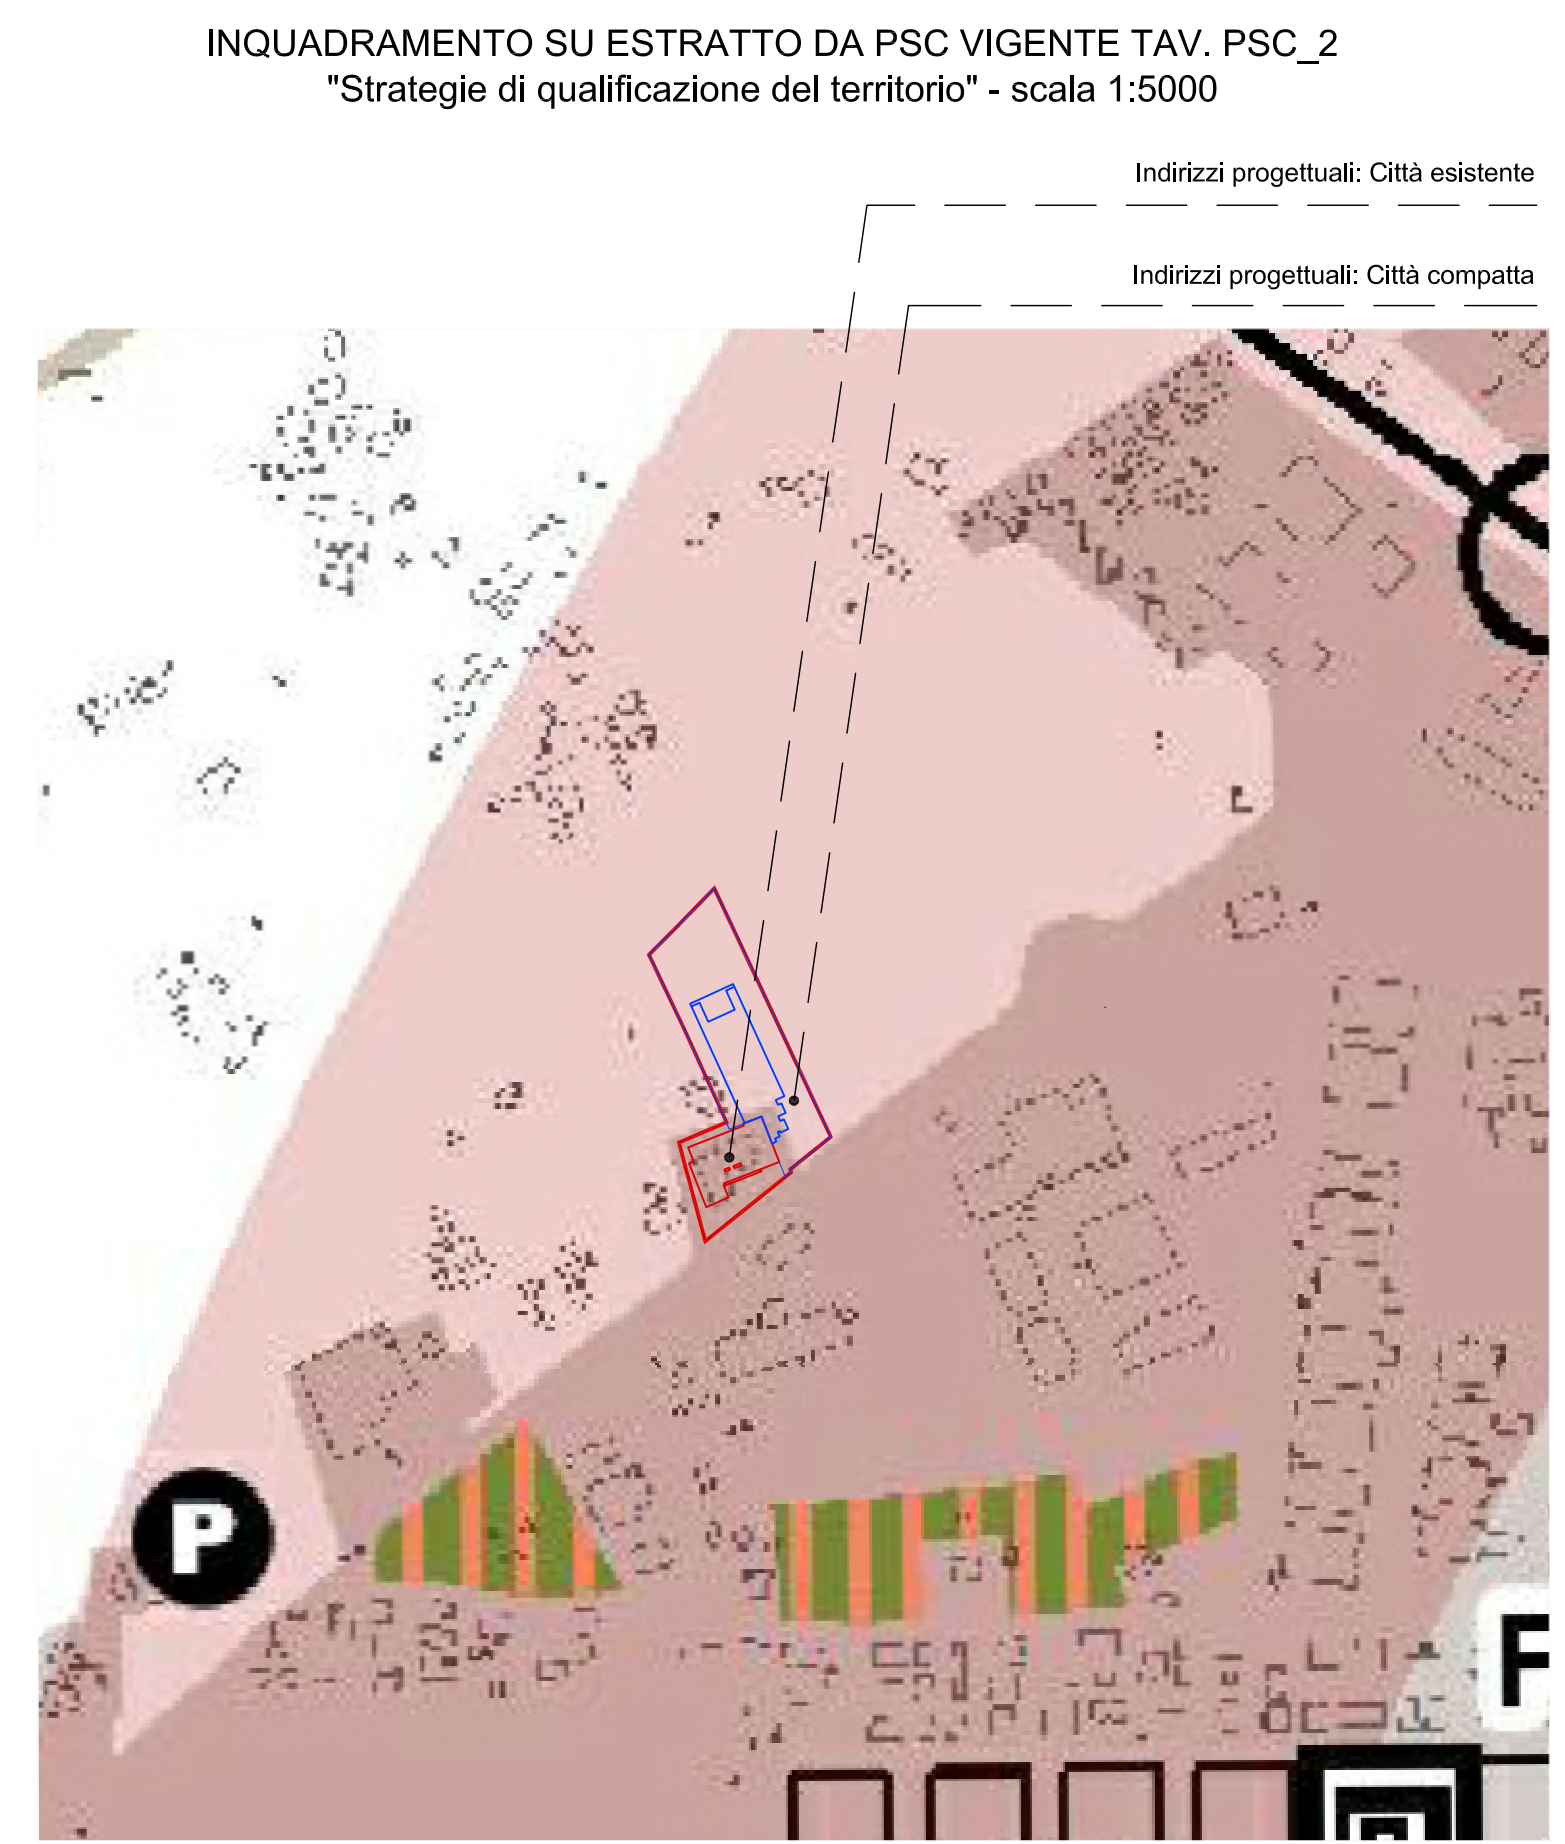 INQUADRAMENTO SU ESTRATTO DA PSC VIGENTE TAV. PSC_2
"Strategie di qualificazione del territorio" - scala 1:5000
Indirizzi progettuali: Città esistente
Indirizzi progettuali: Città compatta
P